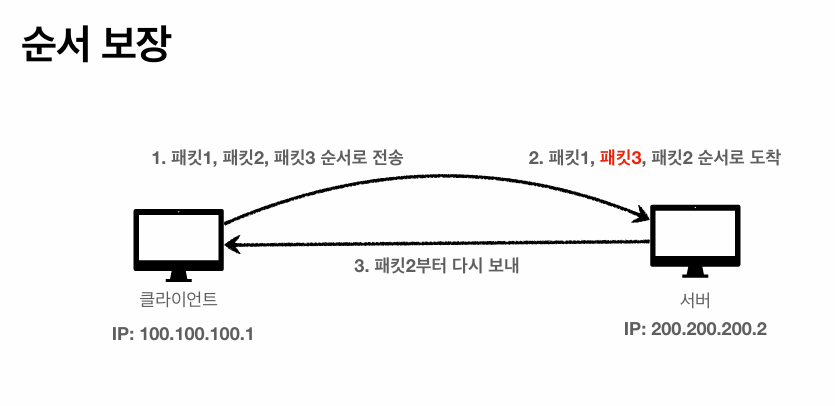 순서 보장
1. 패킷1, 패킷2, 패킷3 순서로 전송
2. 패킷1, 패킷3, 패킷2 순서로 도착
3. 패킷2부터 다시 보내
클라이언트
서버
IP: 100.100.100.1
IP: 200.200.200.2